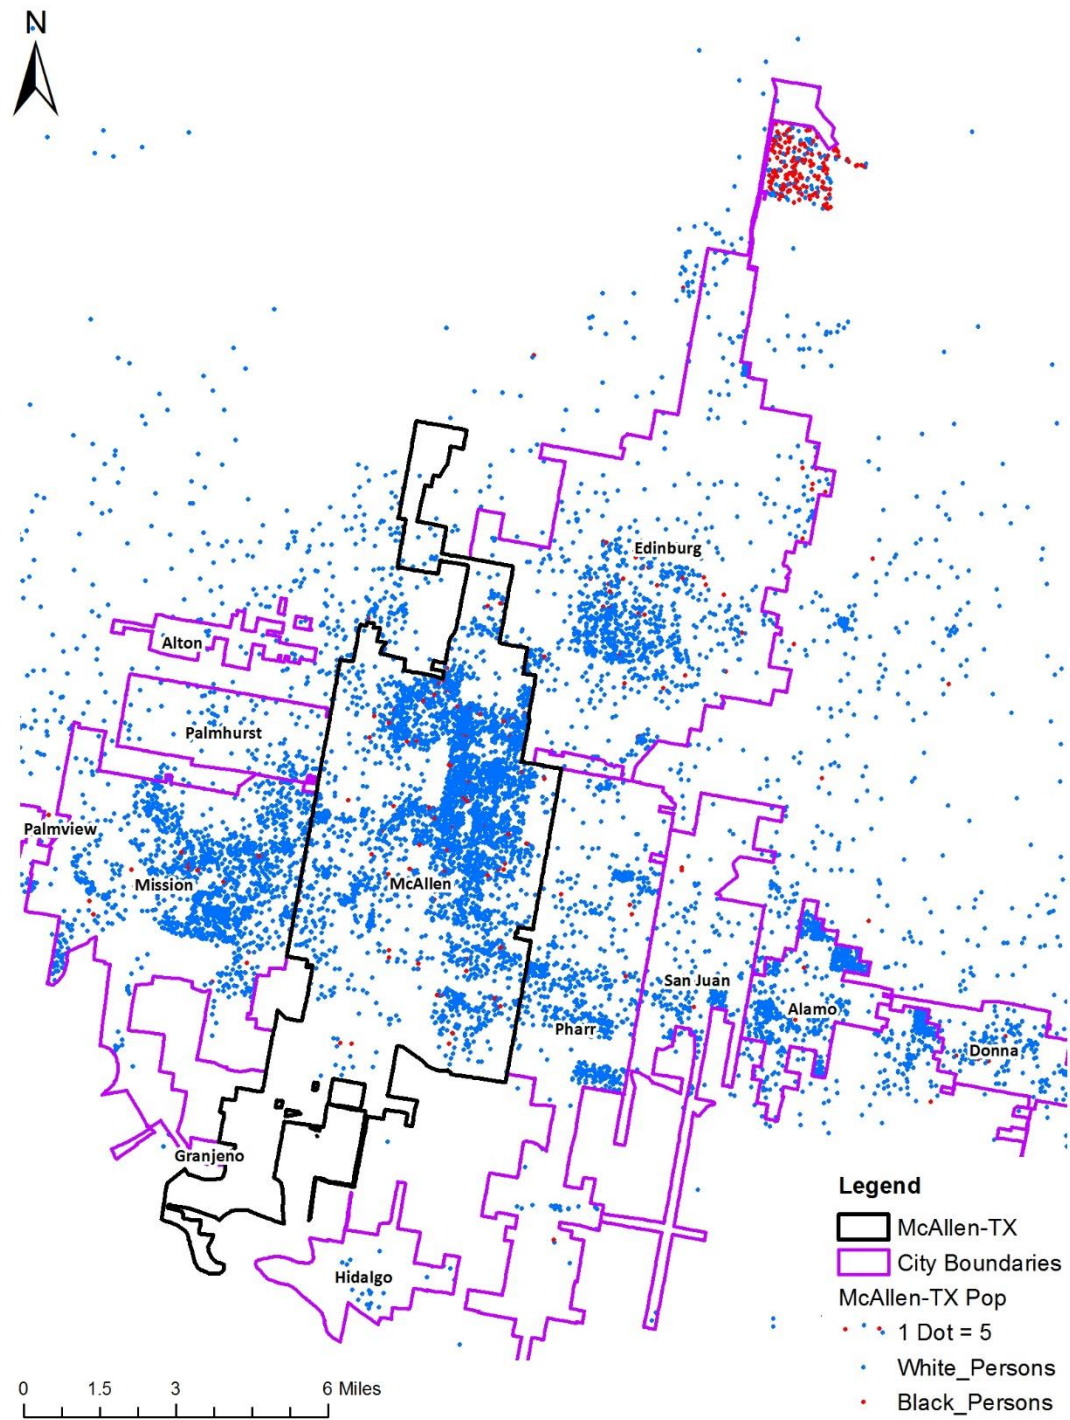 N
Edinburg
Alton
Palmhurst
Palmview
Mission
McAllen
San Juan
Alamo
Pharr
Donna
Granjeno
Hidalgo
Legend
McAllen-TX
City Boundaries
McAllen-TX Pop
1 Dot = 5
White_Persons
Black_Persons
0 1.5 3 6 Miles